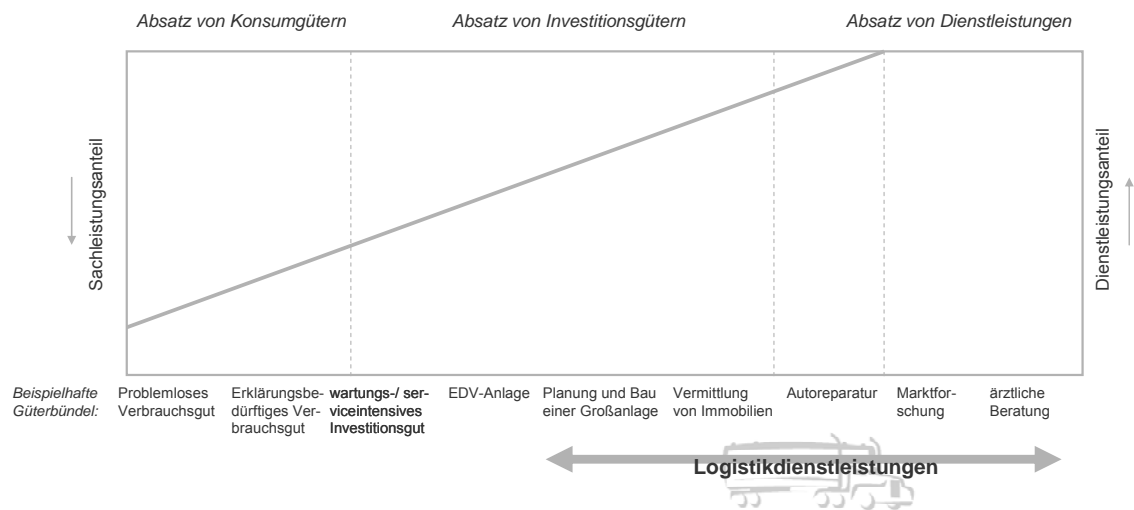 Absatz von Konsumgütern
Absatz von Investitionsgütern
Absatz von Dienstleistungen
Sachleistungsanteil
Dienstleistungsanteil
Beispielhafte
Güterbündel:
Problemloses
Verbrauchsgut
Erklärungsbe-
dürftiges Ver-
brauchsgut
wartungs-/ ser-
viceintensives
Investitionsgut
EDV-Anlage
Planung und Bau
einer Großanlage
Vermittlung
von Immobilien
Autoreparatur
Marktfor-
schung
ärztliche
Beratung
Logistikdienstleistungen